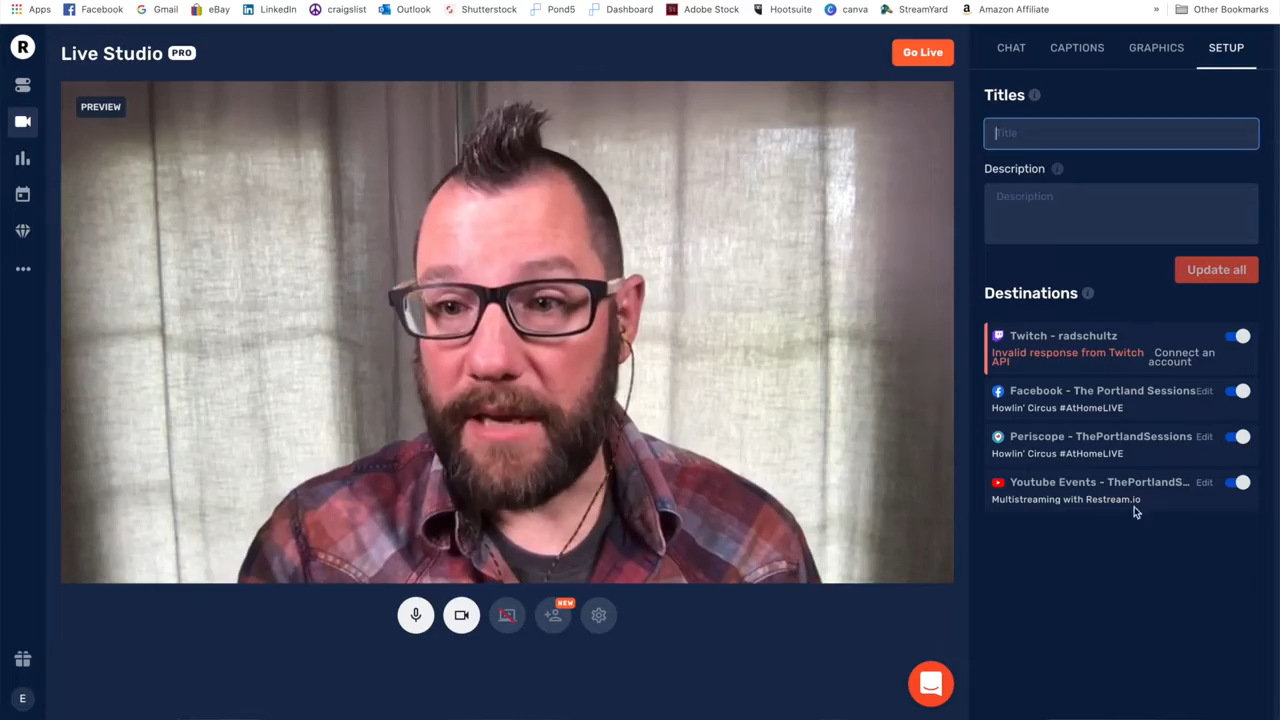 Apps Facebook Gmail eBay LinkedIn craigslist Outlook Shutterstock Pond5 Dashboard St Adobe Stock Hootsuite canva StreamYard a Amazon Affiliate » Other Bookmarks
R
Live Studio PRO
Go Live
CHAT CAPTIONS GRAPHICS SETUP
PREVIEW
Titles
Title
Description
Description
Update all
Destinations
Twitch - radschultz
Invalid response from Twitch API
Connect an account
Facebook - The Portland Sessions Edit
Howlin' Circus #AtHomeLIVE
Periscope - ThePortlandSessions Edit
Howlin' Circus #AtHomeLIVE
Youtube Events - ThePortlandS... Edit
Multistreaming with Restream.io
NEW
E